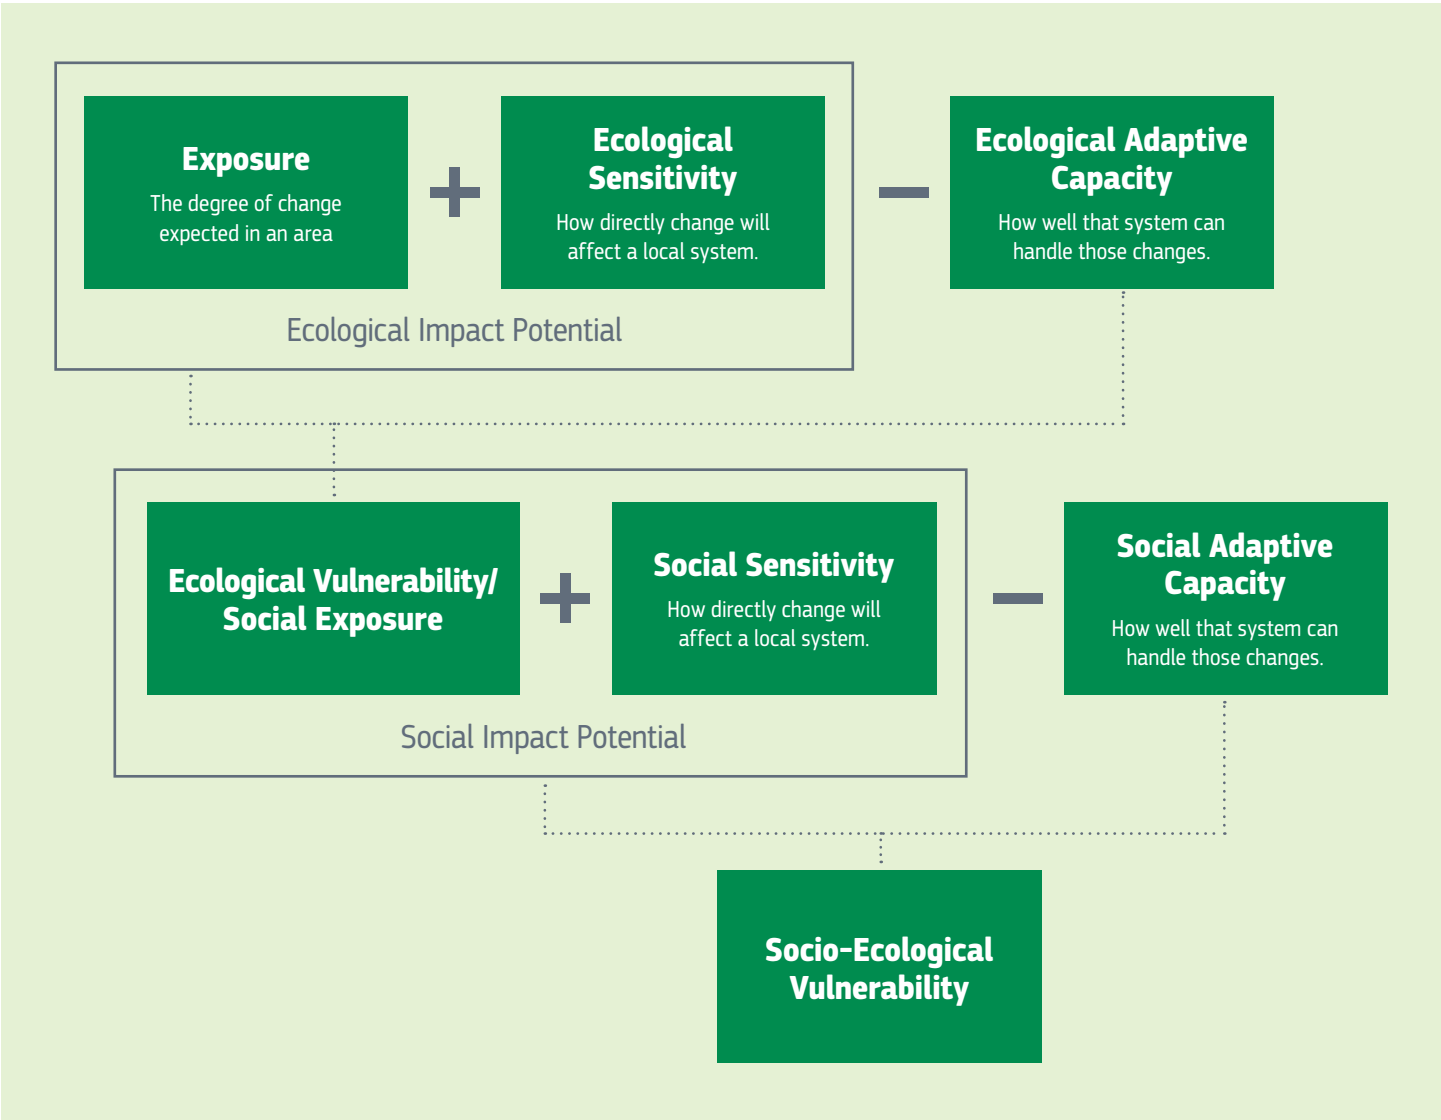 Exposure
The degree of change
expected in an area
+
Ecological
Sensitivity
How directly change will
affect a local system.
−
Ecological Adaptive
Capacity
How well that system can
handle those changes.
Ecological Impact Potential
Ecological Vulnerability/
Social Exposure
+
Social Sensitivity
How directly change will
affect a local system.
−
Social Adaptive
Capacity
How well that system can
handle those changes.
Social Impact Potential
Socio-Ecological
Vulnerability